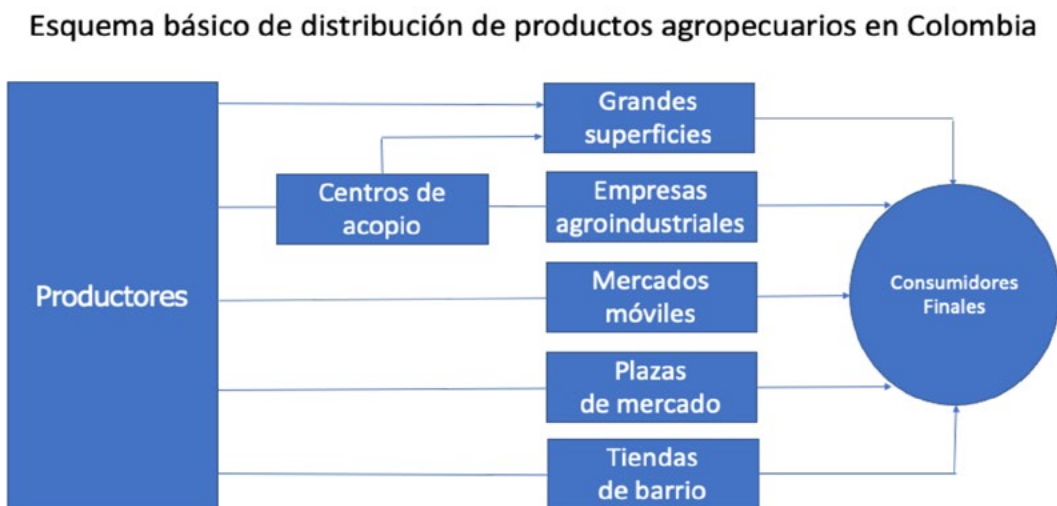 Esquema básico de distribución de productos agropecuarios en Colombia
Grandes
superficies
Centros de
acopio
Empresas
agroindustriales
Productores
Mercados
móviles
Consumidores
Finales
Plazas
de mercado
Tiendas
de barrio